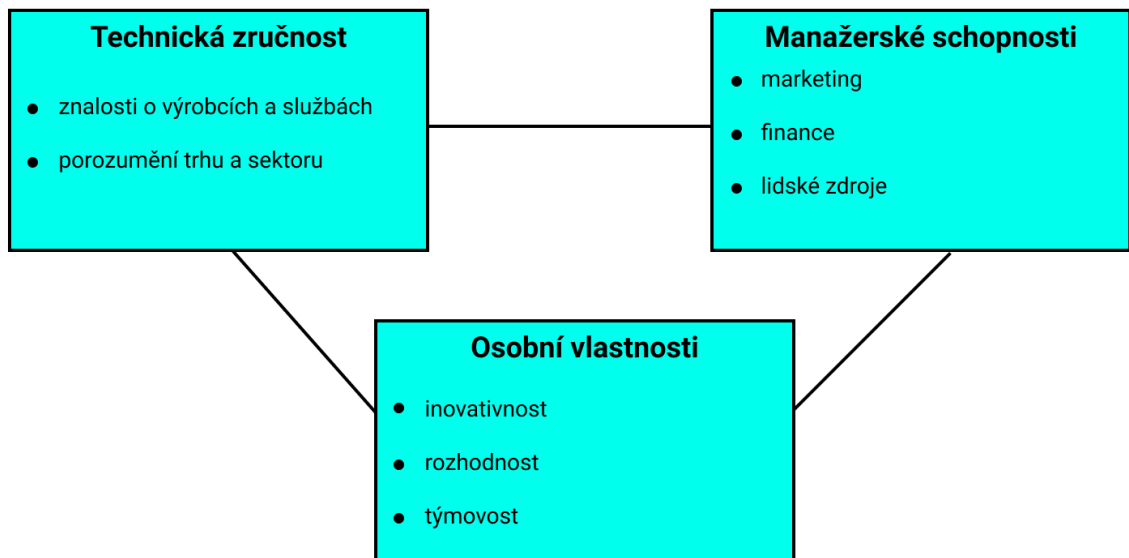 Technická zručnost
● znalosti o výrobcích a službách
● porozumění trhu a sektoru
Manažerské schopnosti
● marketing
● finance
● lidské zdroje
Osobní vlastnosti
● inovativnost
● rozhodnost
● týmovost